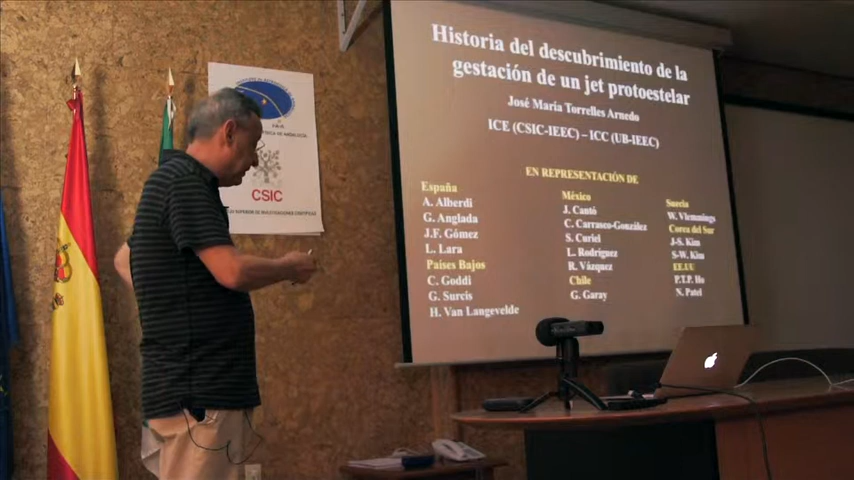 Historia del descubrimiento de la
gestación de un jet protoestelar
José Maria Torrelles Arnedo
ICE (CSIC-IEEC) – ICC (UB-IEEC)
EN REPRESENTACIÓN DE
España
A. Alberdi
G. Anglada
J.F. Gómez
L. Lara
Países Bajos
C. Goddi
G. Surcis
H. Van Langevelde
México
J. Cantó
C. Carrasco-González
S. Curiel
L. Rodríguez
R. Vázquez
Chile
G. Garay
Suecia
W. Vlemmings
Corea del Sur
J-S. Kim
S-W. Kim
EE.UU
P.T.P. Ho
N. Patel
CSIC